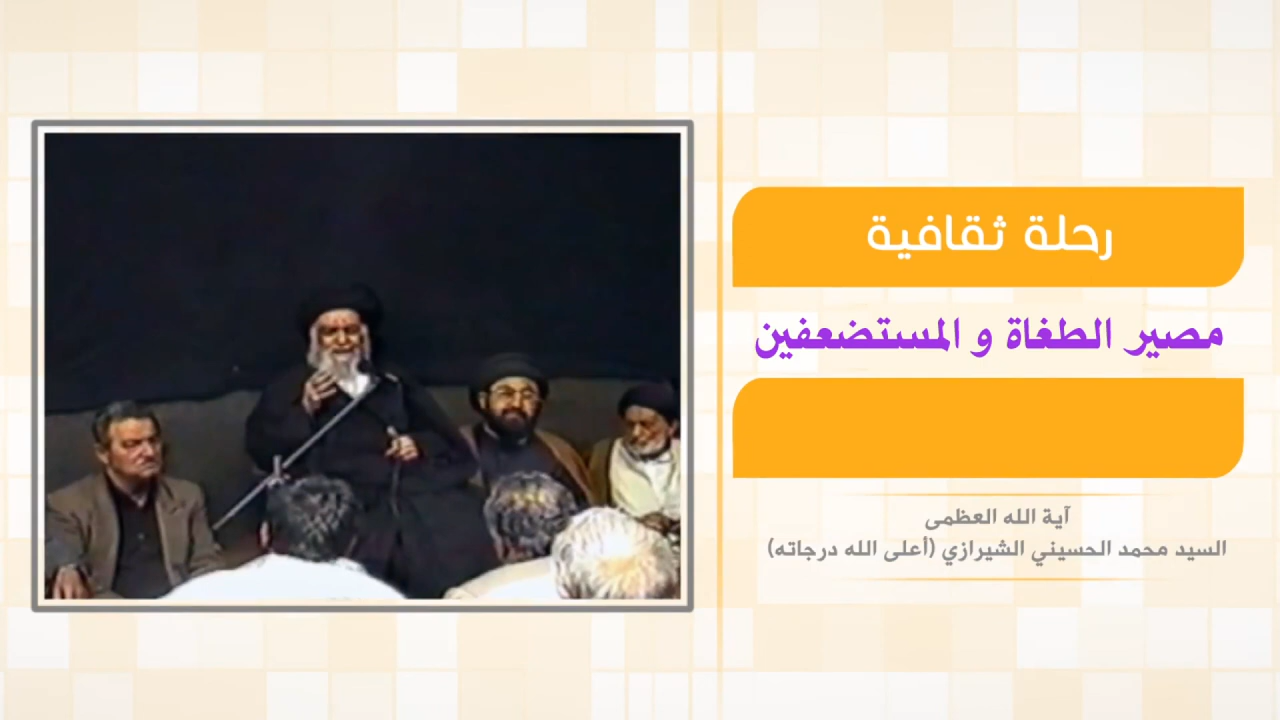 رحلة ثقافية
مصير الطغاة و المستضعفين
آية الله العظمى
السيد محمد الحسيني الشيرازي (أعلى الله درجاته)